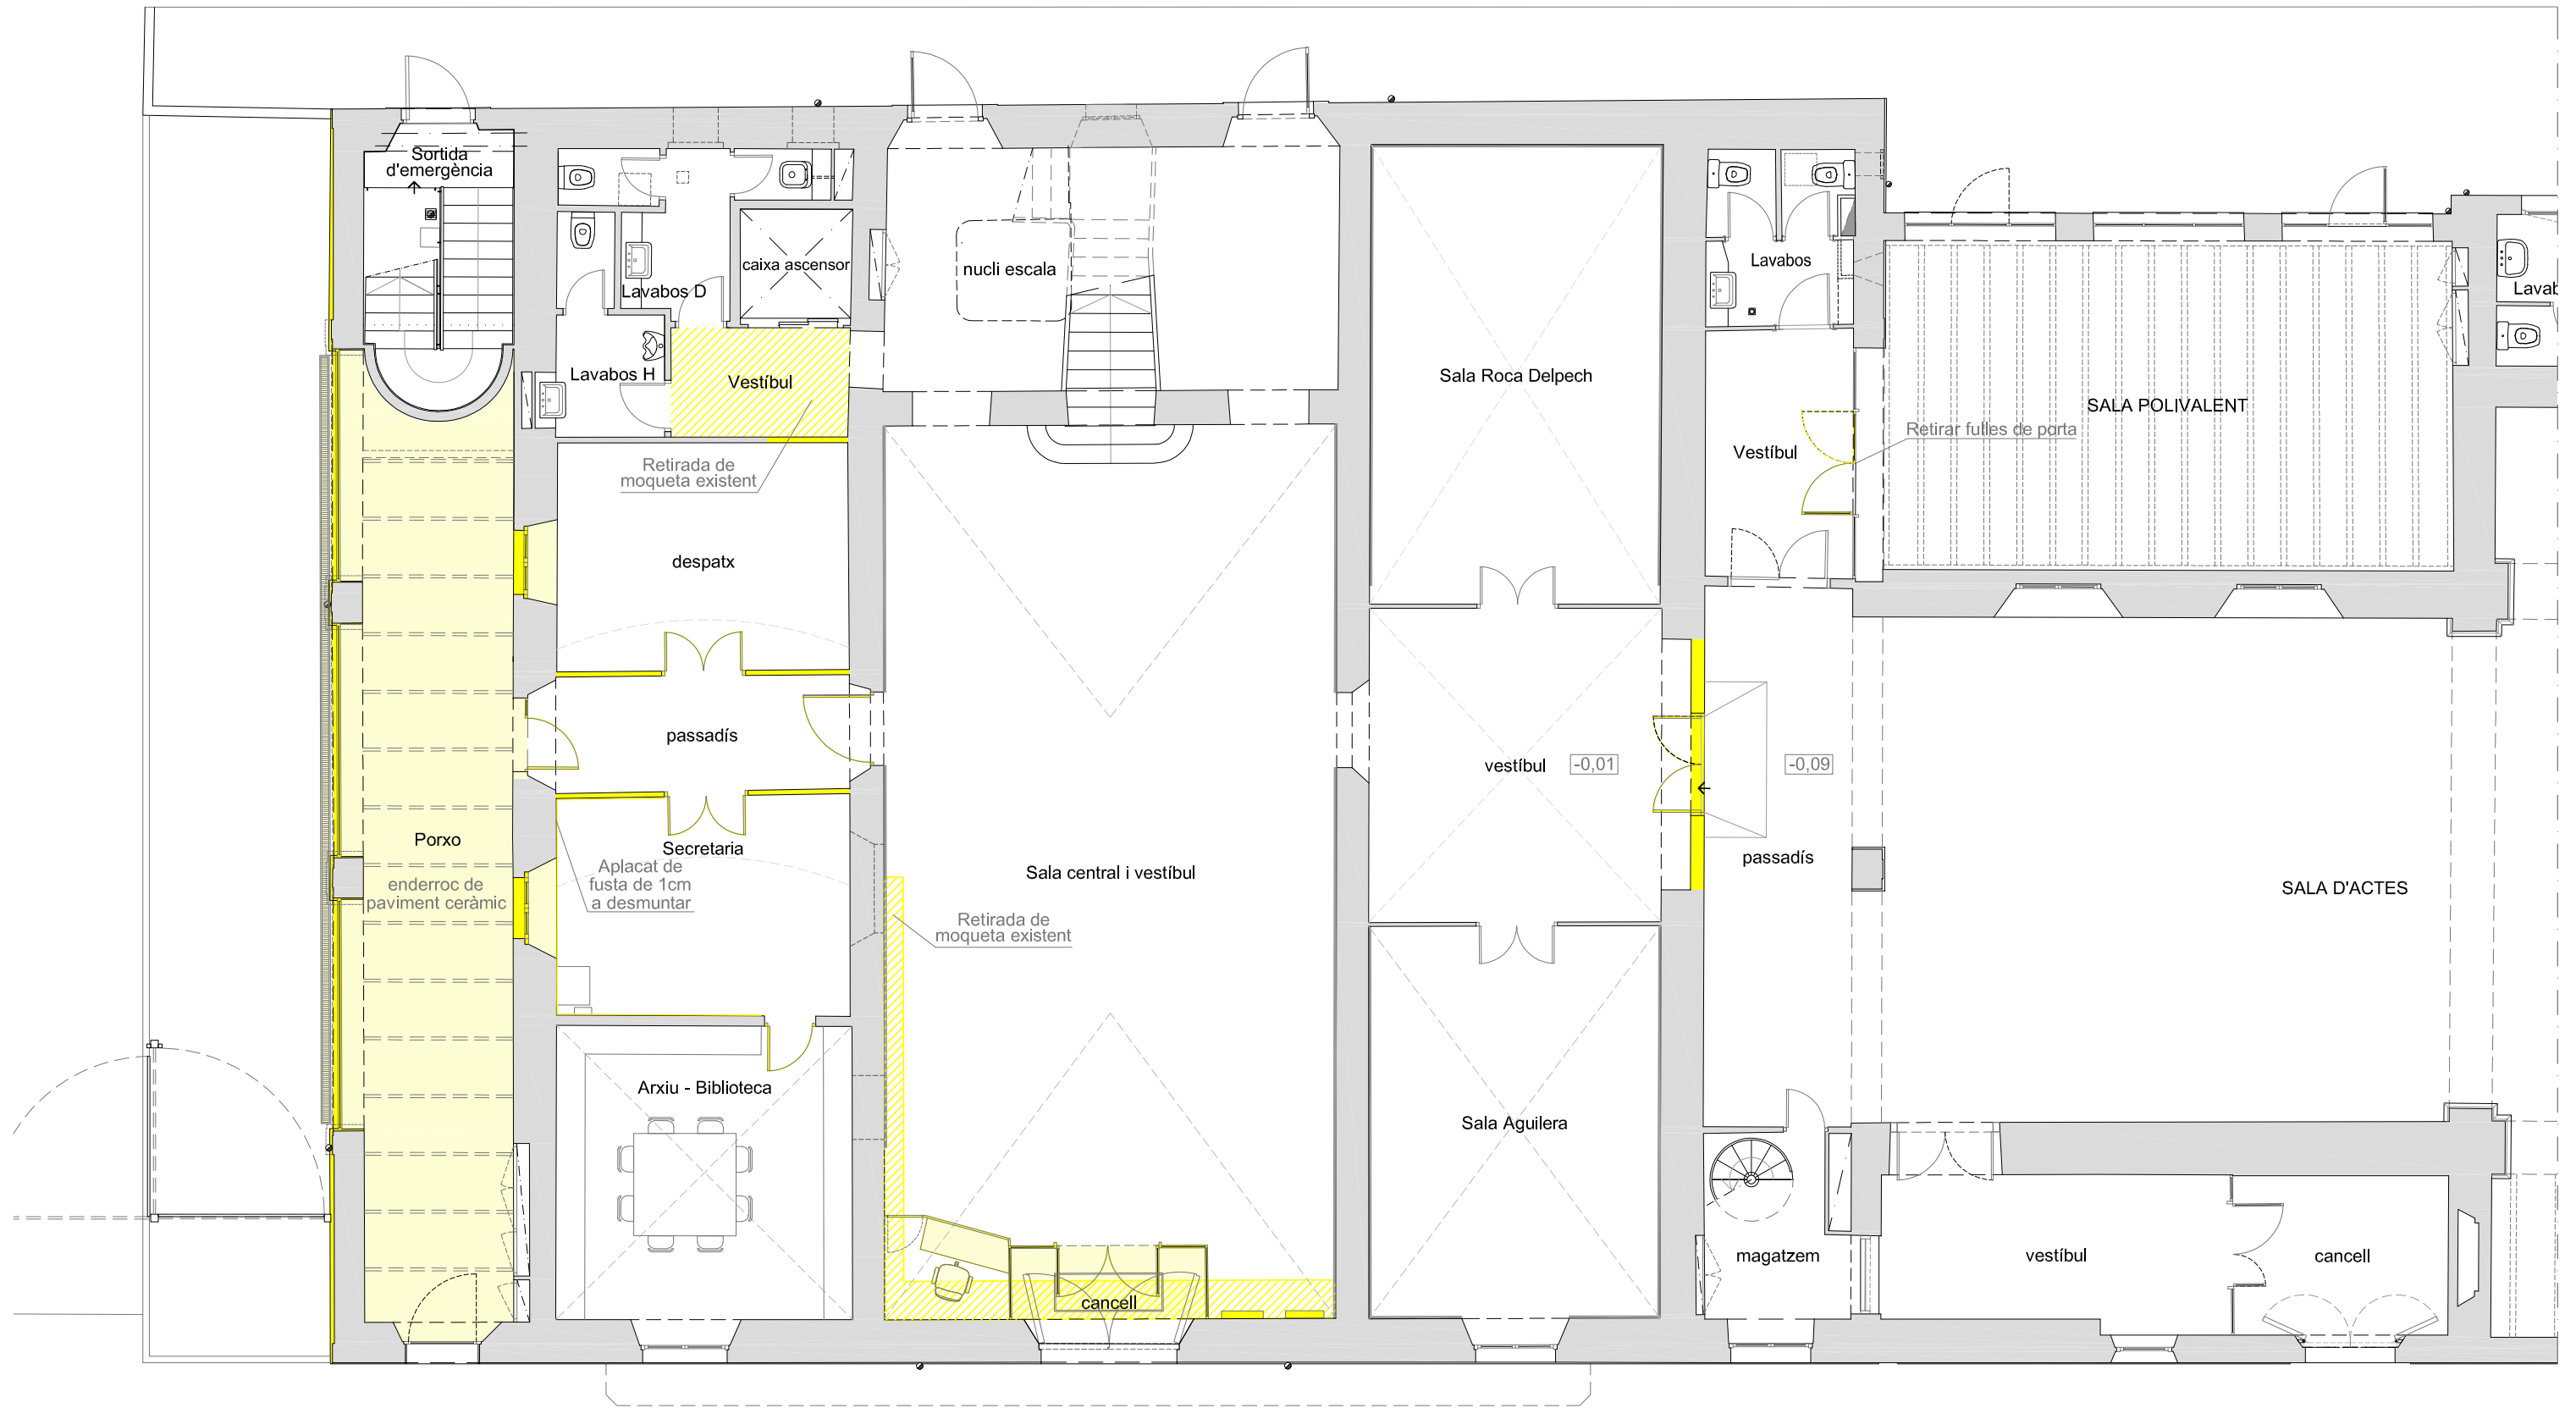 Sortida
d'emergència
caixa ascensor
nucli escala
Lavabos
Lavabos D
Lavab
Lavabos H
Vestíbul
Sala Roca Delpech
SALA POLIVALENT
Retirar fulles de porta
Vestíbul
Retirada de
moqueta existent
despatx
passadís
vestíbul
-0,01
-0,09
Porxo
enderroc de
paviment ceràmic
Secretaria
Aplacat de
fusta de 1cm
a desmuntar
Sala central i vestíbul
passadís
SALA D'ACTES
Retirada de
moqueta existent
Arxiu - Biblioteca
Sala Aguilera
magatzem
vestíbul
cancell
cancell